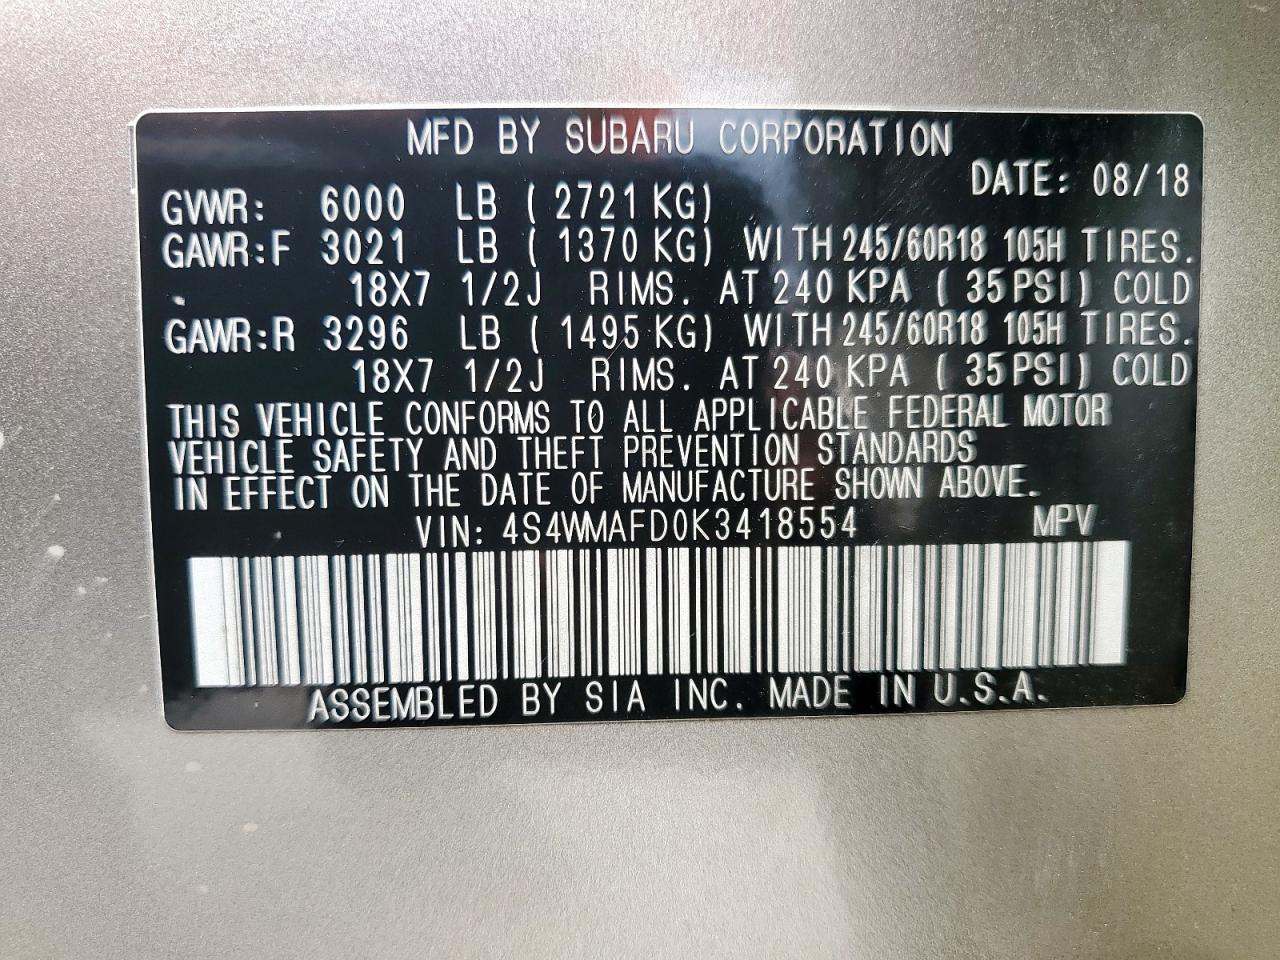 MFD BY SUBARU CORPORATION
DATE: 08/18
GVWR: 6000 LB ( 2721 KG)
GAWR:F 3021 LB ( 1370 KG) WITH 245/60R18 105H TIRES.
18X7 1/2J RIMS. AT 240 KPA ( 35 PSI) COLD
GAWR:R 3296 LB ( 1495 KG) WITH 245/60R18 105H TIRES.
18X7 1/2J RIMS. AT 240 KPA ( 35 PSI) COLD
THIS VEHICLE CONFORMS TO ALL APPLICABLE FEDERAL MOTOR
VEHICLE SAFETY AND THEFT PREVENTION STANDARDS
IN EFFECT ON THE DATE OF MANUFACTURE SHOWN ABOVE.
VIN: 4S4WMAFD0K3418554 MPV
ASSEMBLED BY SIA INC. MADE IN U.S.A.